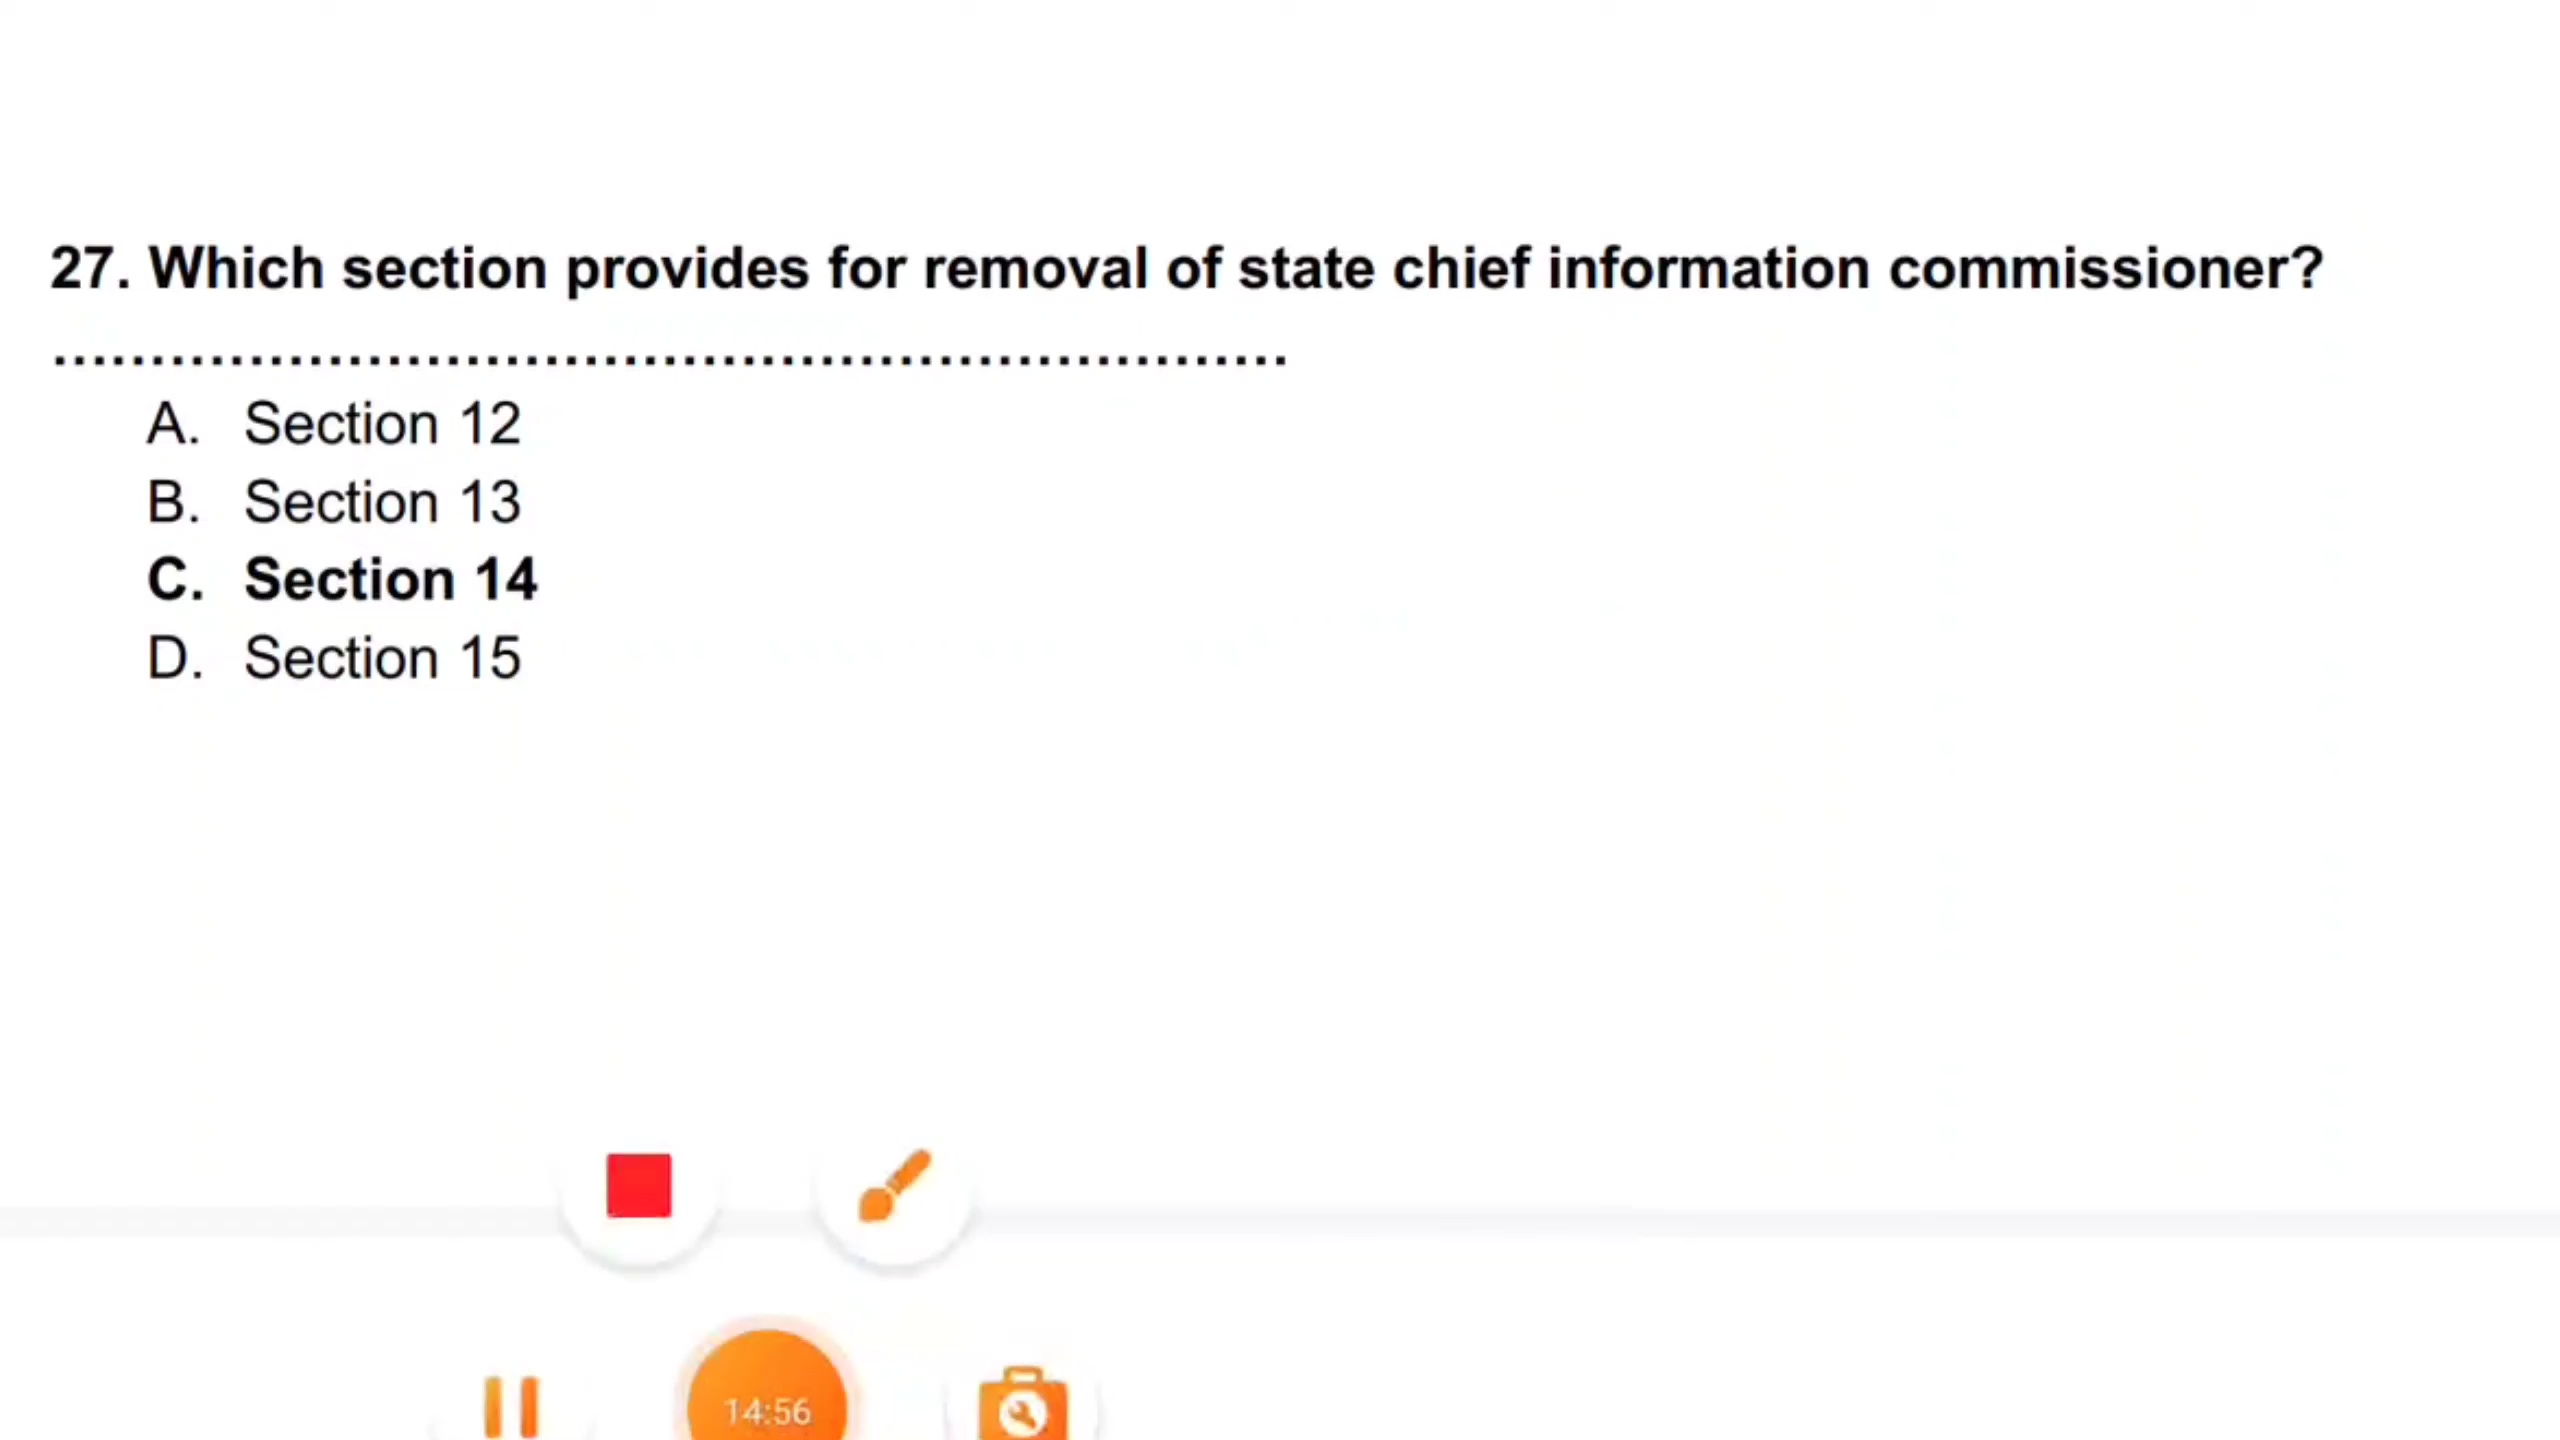 27. Which section provides for removal of state chief information commissioner?
...............................................................
A. Section 12
B. Section 13
C. Section 14
D. Section 15
14:56